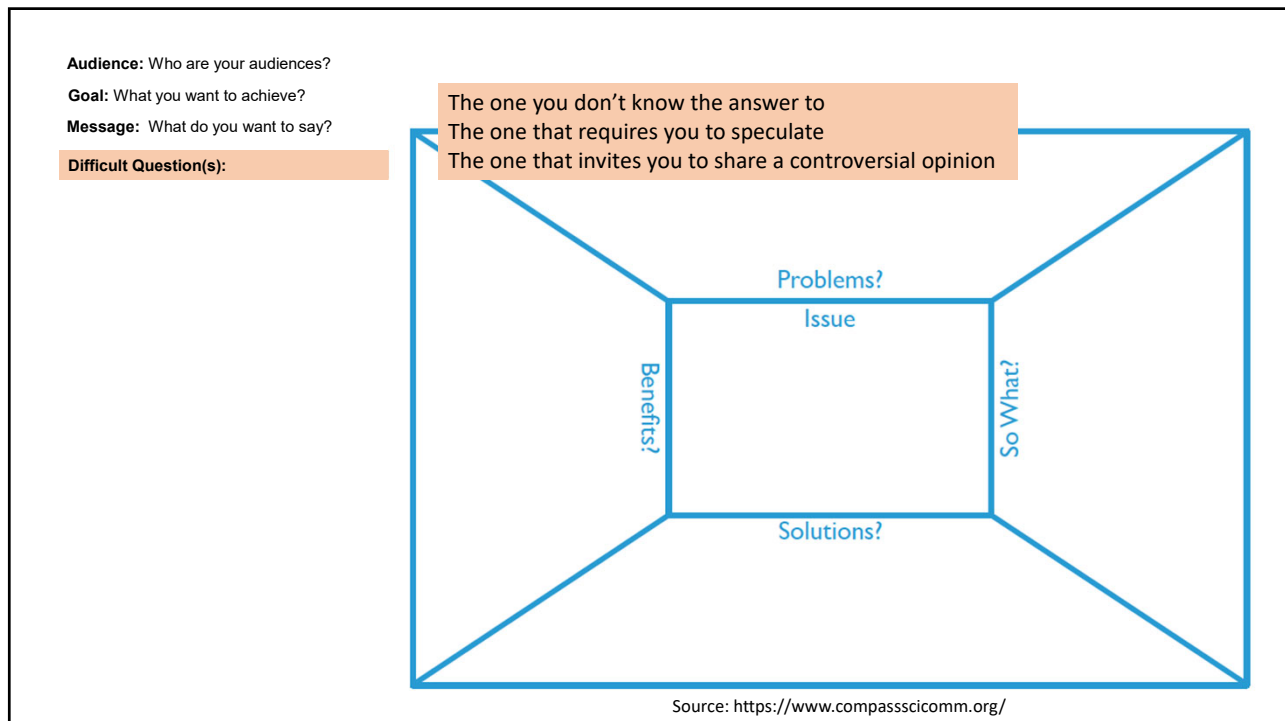 Audience: Who are your audiences?
Goal: What you want to achieve?
Message: What do you want to say?
Difficult Question(s):
The one you don't know the answer to
The one that requires you to speculate
The one that invites you to share a controversial opinion
Problems?
Issue
Benefits?
So What?
Solutions?
Source: https://www.compassscicomm.org/